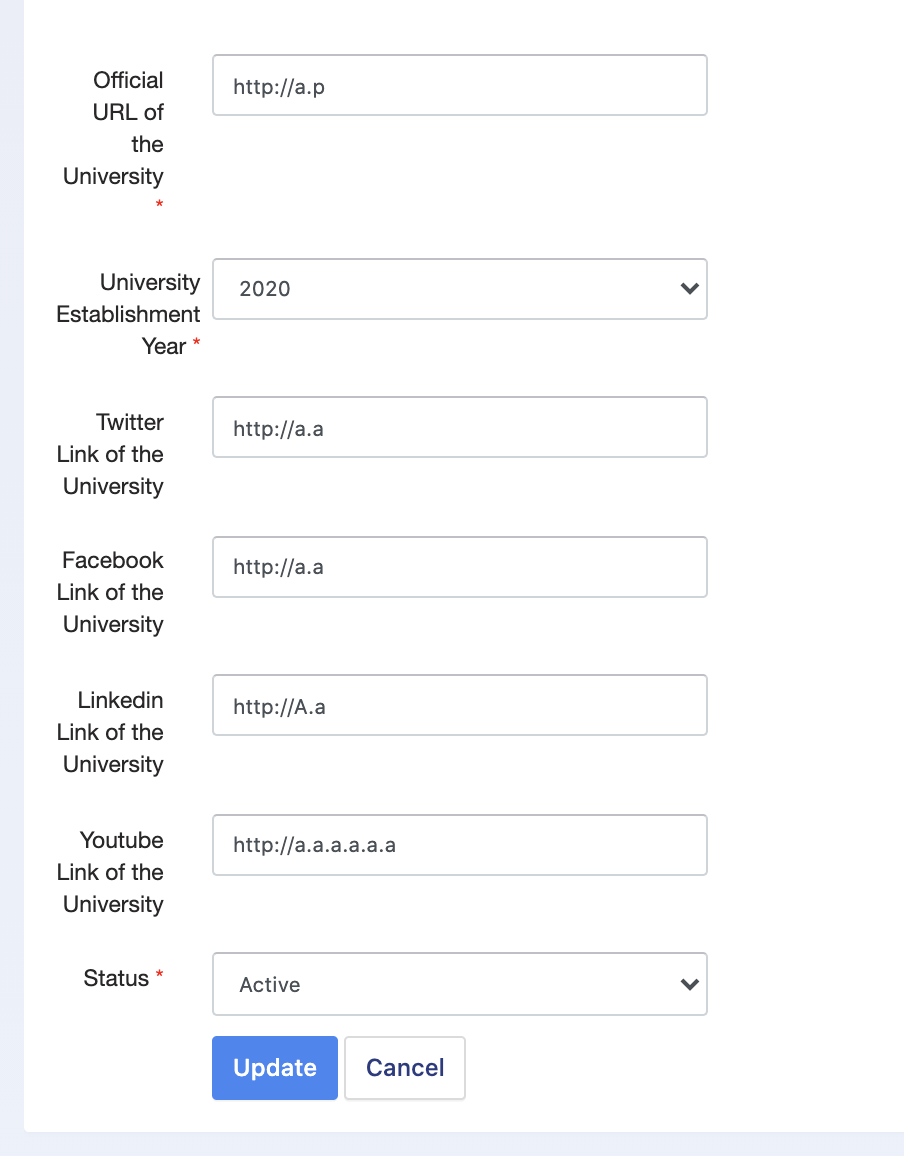 Official
URL of
the
University
*
http://a.p
University
Establishment
Year *
2020
Twitter
Link of the
University
http://a.a
Facebook
Link of the
University
http://a.a
Linkedin
Link of the
University
http://A.a
Youtube
Link of the
University
http://a.a.a.a.a.a
Status *
Active
Update Cancel